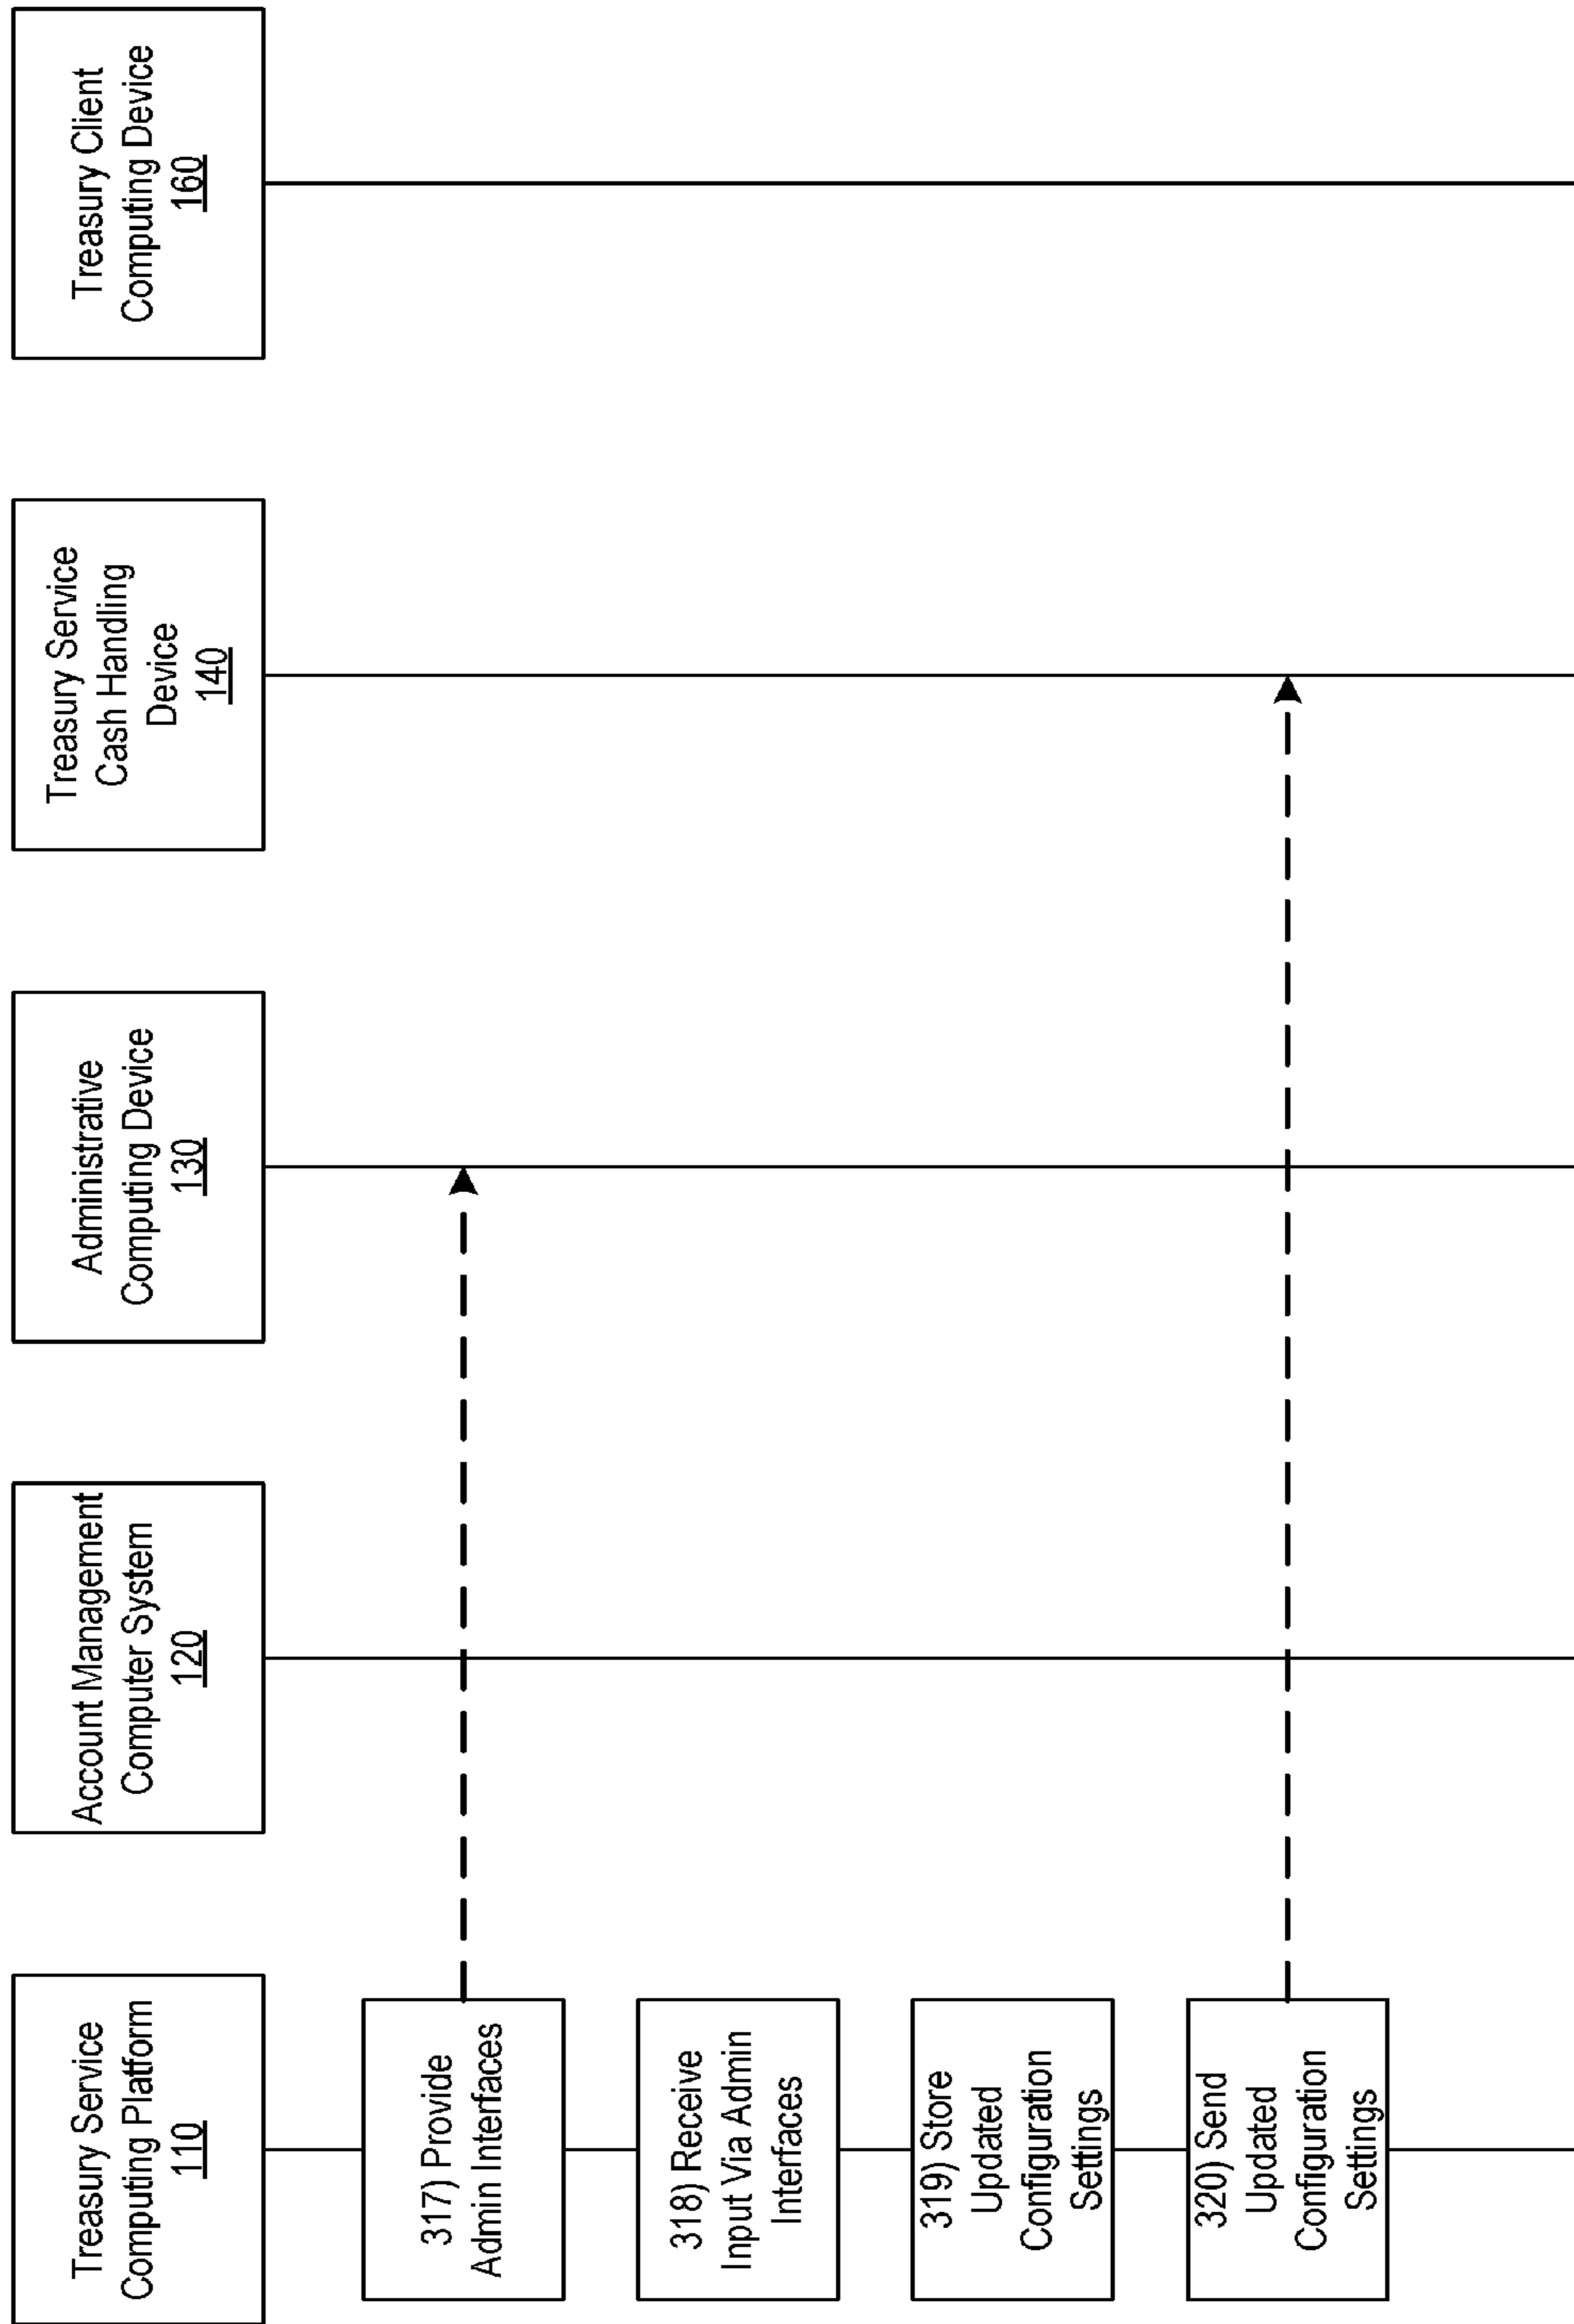 Treasury Service
Computing Platform
110
Account Management
Computer System
120
Administrative
Computing Device
130
Treasury Service
Cash Handling
Device
140
Treasury Client
Computing Device
160
317) Provide
Admin Interfaces
318) Receive
Input Via Admin
Interfaces
319) Store
Updated
Configuration
Settings
320) Send
Updated
Configuration
Settings